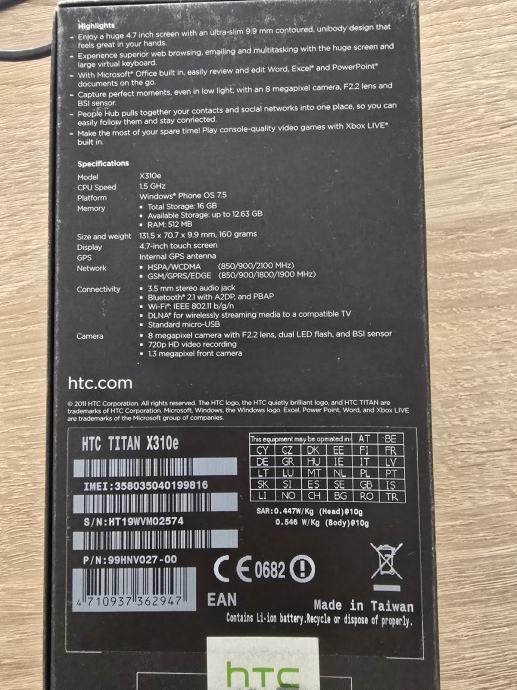 Highlights
- Enjoy a huge 4.7 inch screen with an ultra-slim 9.9 mm contoured, unibody design that
feels great in your hands.
- Experience superior web browsing, emailing and multitasking with the huge screen and
large virtual keyboard.
- With Microsoft® Office built in, easily review and edit Word, Excel® and PowerPoint®
documents on the go.
- Capture perfect moments, even in low light, with an 8 megapixel camera, F2.2 lens and
BSI sensor.
- People Hub pulls together your contacts and social networks into one place, so you can
easily follow them and stay connected.
- Make the most of your spare time! Play console-quality video games with Xbox LIVE®
built in.
Specifications
Model X310e
CPU Speed 1.5 GHz
Platform Windows® Phone OS 7.5
Memory • Total Storage: 16 GB
• Available Storage: up to 12.63 GB
• RAM: 512 MB
Size and weight 131.5 x 70.7 x 9.9 mm, 160 grams
Display 4.7-inch touch screen
GPS Internal GPS antenna
Network • HSPA/WCDMA (850/900/2100 MHz)
• GSM/GPRS/EDGE (850/900/1800/1900 MHz)
Connectivity • 3.5 mm stereo audio jack
• Bluetooth® 2.1 with A2DP, and PBAP
• Wi-Fi®: IEEE 802.11 b/g/n
• DLNA® for wirelessly streaming media to a compatible TV
• Standard micro-USB
Camera • 8 megapixel camera with F2.2 lens, dual LED flash, and BSI sensor
• 720p HD video recording
• 1.3 megapixel front camera
htc.com
© 2011 HTC Corporation. All rights reserved. The HTC logo, the HTC quietly brilliant logo, and HTC TITAN are
trademarks of HTC Corporation. Microsoft, Windows, the Windows logo, Excel, Power Point, Word, and Xbox LIVE
are trademarks of the Microsoft group of companies.
HTC TITAN X310e
IMEI:358035040199816
S/N:HT19WVM02574
P/N:99HNV027-00
4 710937 362947
EAN
This equipment may be operated in: AT BE
CY CZ DK EE FI FR
DE GR HU IE IT LV
LT LU MT NL PL PT
SK SI ES SE GB IS
LI NO CH BG RO TR
SAR:0.447W/Kg (Head)@10g
0.546 W/Kg (Body)@10g
CE0682
Made in Taiwan
Contains Li-ion battery.Recycle or dispose of properly.
hTC